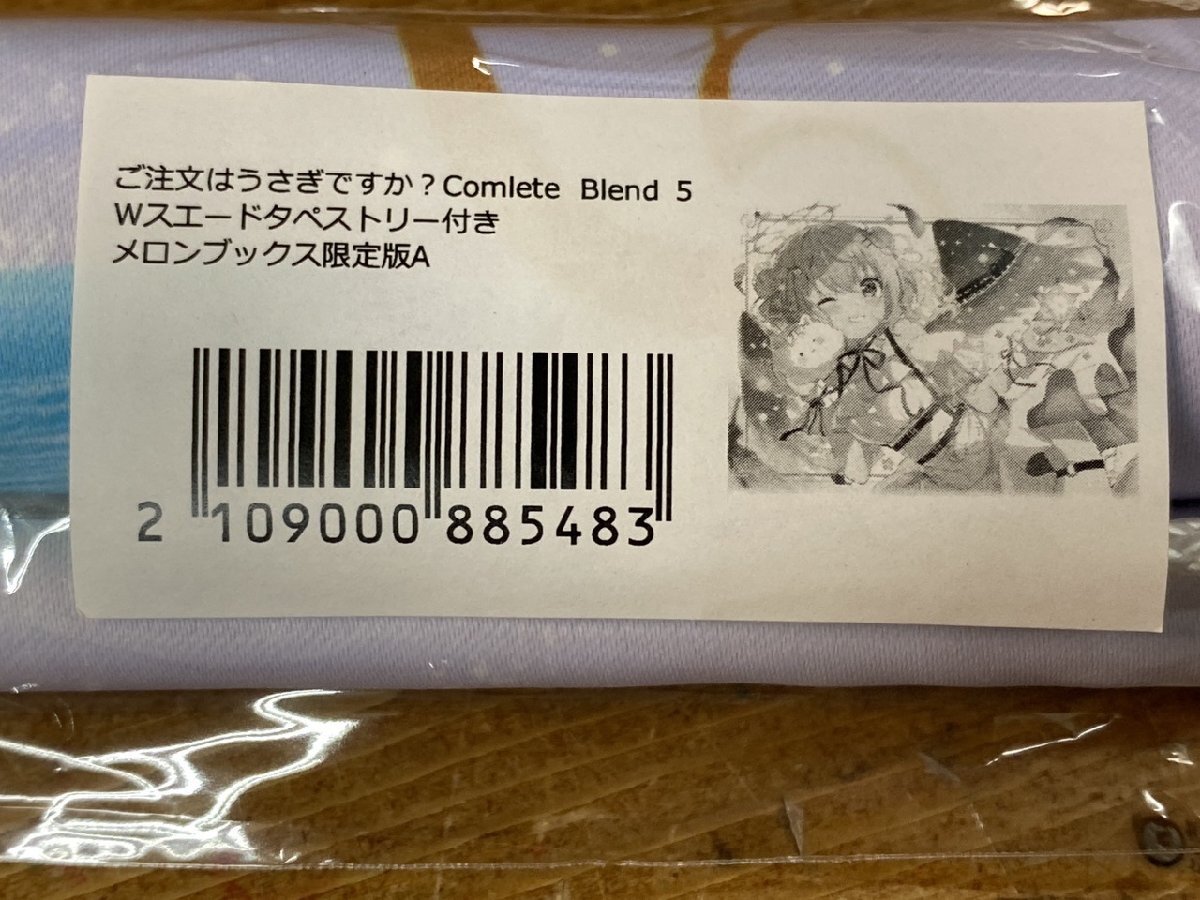 ご注文はうさぎですか？Comlete Blend 5
Wスエードタペストリー付き
メロンブックス限定版A
2 109000 885483